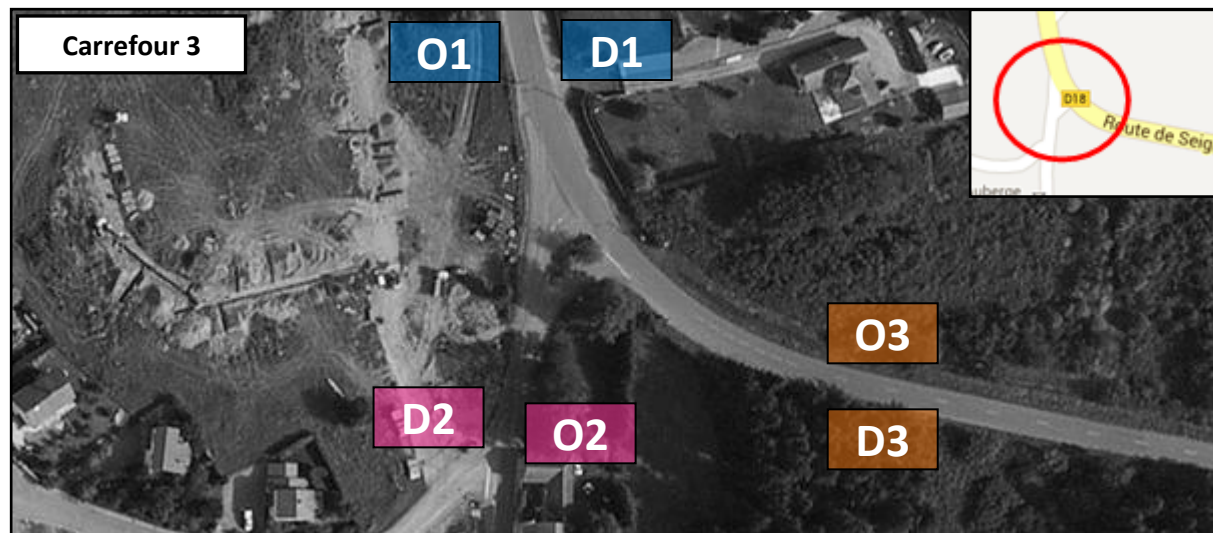 Carrefour 3
O1
D1
D18
Route de Seig
uberge
O3
D2
O2
D3